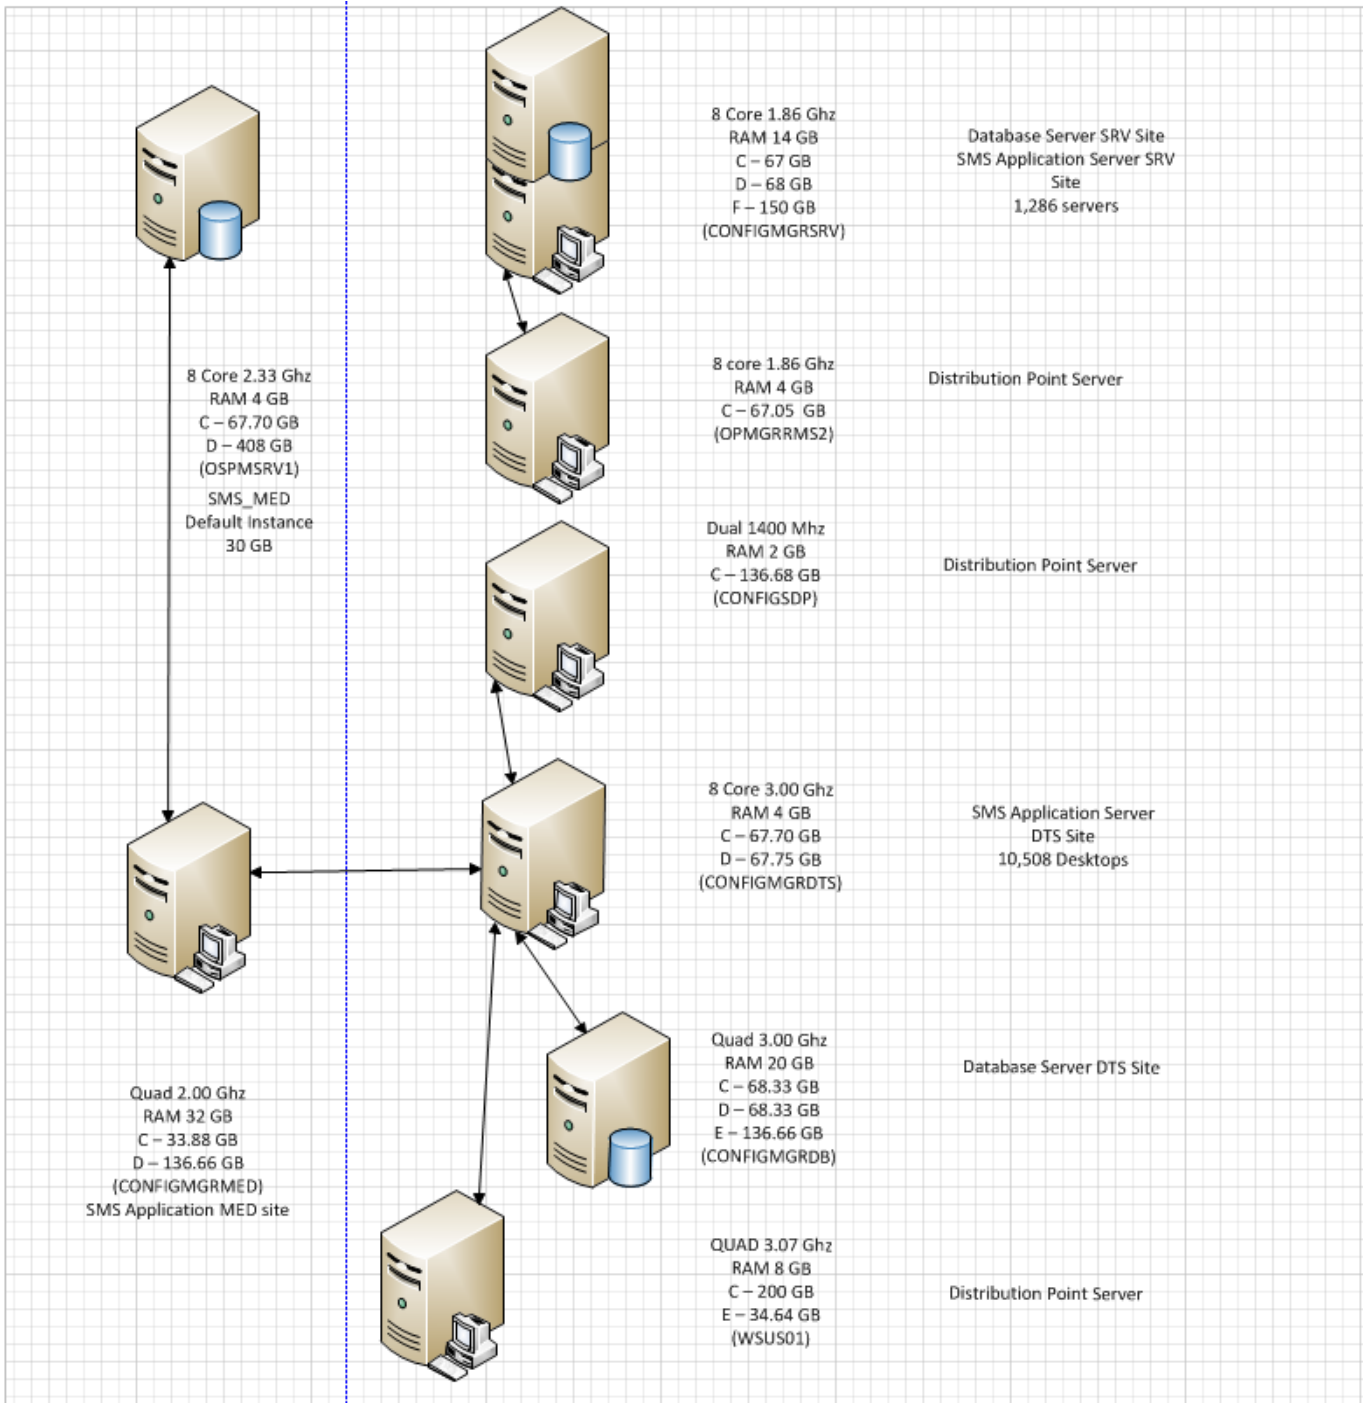 8 Core 1.86 Ghz
RAM 14 GB
C – 67 GB
D – 68 GB
F – 150 GB
(CONFIGMGRSRV)
Database Server SRV Site
SMS Application Server SRV
Site
1,286 servers
8 Core 2.33 Ghz
RAM 4 GB
C – 67.70 GB
D – 408 GB
(OSPMSRV1)
SMS_MED
Default Instance
30 GB
8 core 1.86 Ghz
RAM 4 GB
C – 67.05  GB
(OPMGRRMS2)
Distribution Point Server
Dual 1400 Mhz
RAM 2 GB
C – 136.68 GB
(CONFIGSDP)
Distribution Point Server
8 Core 3.00 Ghz
RAM 4 GB
C – 67.70 GB
D – 67.75 GB
(CONFIGMGRDTS)
SMS Application Server
DTS Site
10,508 Desktops
Quad 2.00 Ghz
RAM 32 GB
C – 33.88 GB
D – 136.66 GB
(CONFIGMGRMED)
SMS Application MED site
Quad 3.00 Ghz
RAM 20 GB
C – 68.33 GB
D – 68.33 GB
E – 136.66 GB
(CONFIGMGRDB)
Database Server DTS Site
QUAD 3.07 Ghz
RAM 8 GB
C – 200 GB
E – 34.64 GB
(WSUS01)
Distribution Point Server